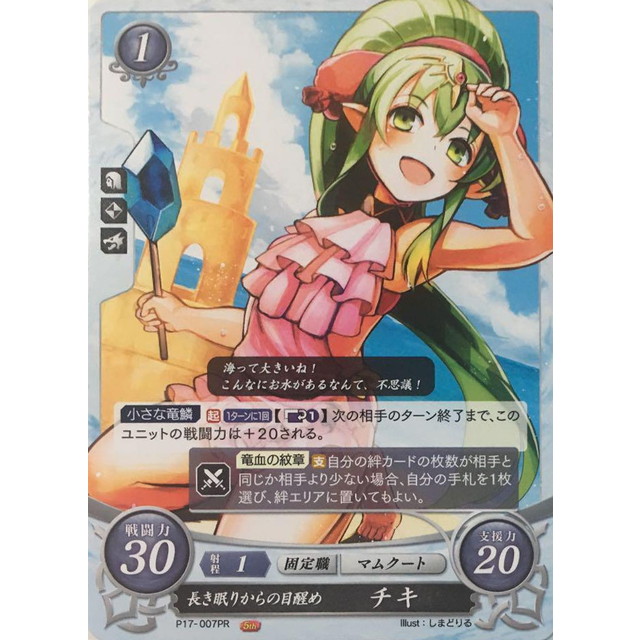 1
海って大きいね！
こんなにお水があるなんて、不思議！
小さな竜鱗 起 1ターンに1回 【 1】 次の相手のターン終了まで、この
ユニットの戦闘力は＋20される。
竜血の紋章 支 自分の絆カードの枚数が相手と
同じか相手より少ない場合、自分の手札を1枚
選び、絆エリアに置いてもよい。
戦闘力
30
射程 1
固定職
マムクート
支援力
20
長き眠りからの目醒め チキ
P17-007PR 5th Illust：しまどりる